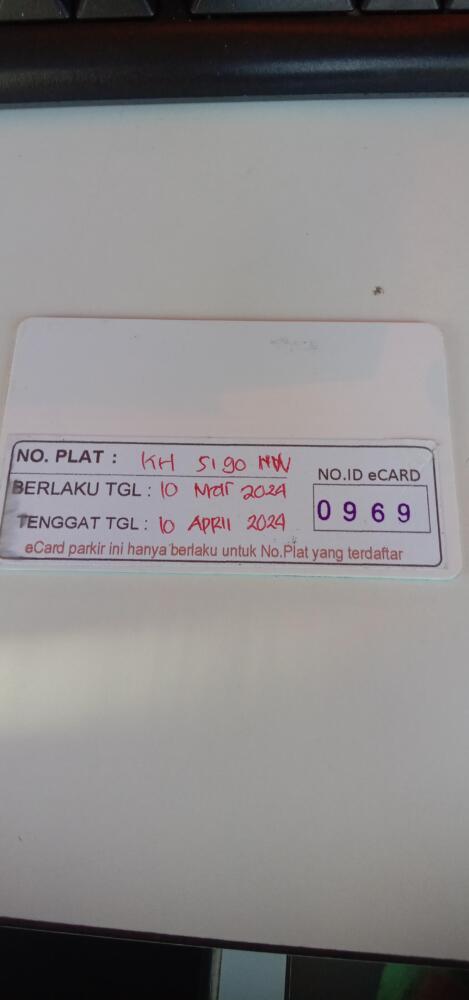 NO. PLAT : KH 5190 NW
BERLAKU TGL : 10 Mar 2024
NO.ID eCARD
0969
TENGGAT TGL : 10 APRIL 2024
eCard parkir ini hanya berlaku untuk No.Plat yang terdaftar